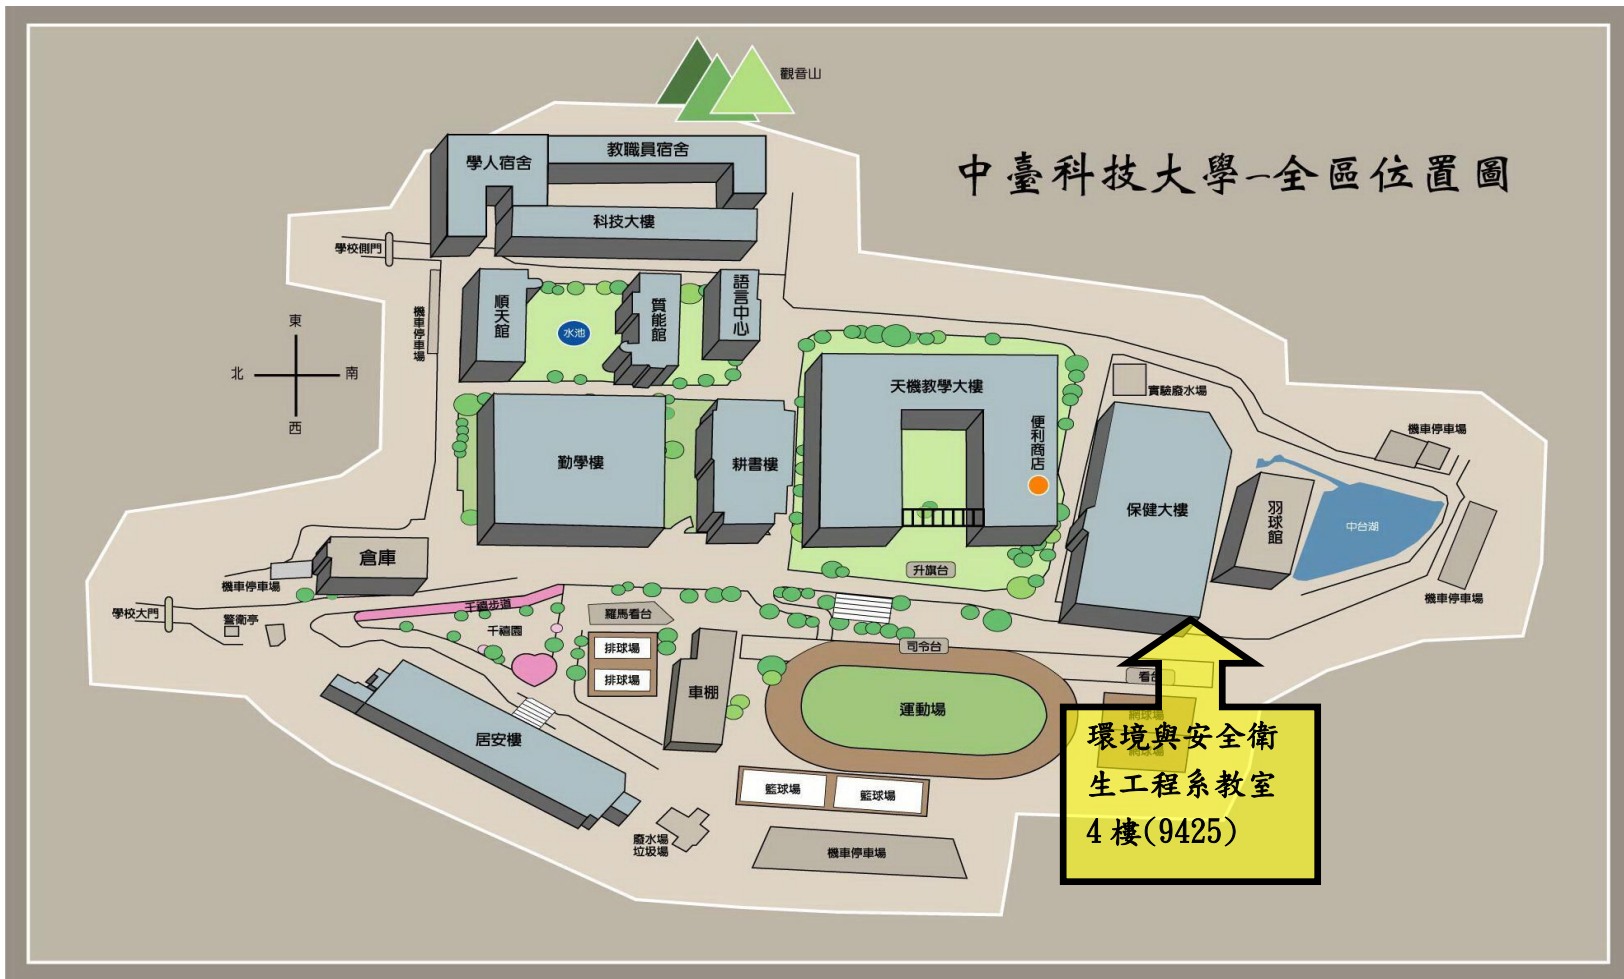 觀音山
中臺科技大學-全區位置圖
學人宿舍
教職員宿舍
科技大樓
學校側門
機車停車場
順天館
水池
質能館
語言中心
東
北
南
西
天機教學大樓
便利商店
實驗廢水場
機車停車場
勤學樓
耕書樓
保健大樓
羽球館
中台湖
倉庫
機車停車場
升旗台
機車停車場
學校大門
警衛亭
千禧步道
千禧園
羅馬看台
排球場
排球場
車棚
司令台
看台
運動場
網球場
網球場
居安樓
環境與安全衛
生工程系教室
4樓(9425)
籃球場
籃球場
廢水場
垃圾場
機車停車場